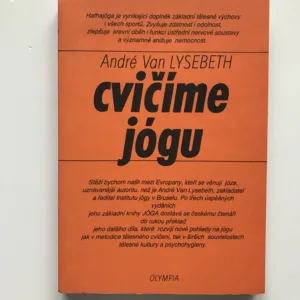 Hathajóga je vynikající doplněk základní tělesné výchovy
i všech sportů. Zvyšuje zdatnost i odolnost,
zlepšuje krevní oběh i funkci ústřední nervové soustavy
a významně snižuje nemocnost.
André Van LYSEBETH
cvičíme
jógu
Stěží bychom našli mezi Evropany, kteří se věnují józe,
uznávanější autoritu, než je André Van Lysebeth, zakladatel
a ředitel Institutu jógy v Bruselu. Po třech úspěšných
vydáních
jeho základní knihy JÓGA dostává se českému čtenáři
do rukou překlad
jeho dalšího díla, které rozvíjí nové pohledy na jógu
jak v metodice tělesného cvičení, tak v širších souvislostech
tělesné kultury a psychohygieny.
OLYMPIA